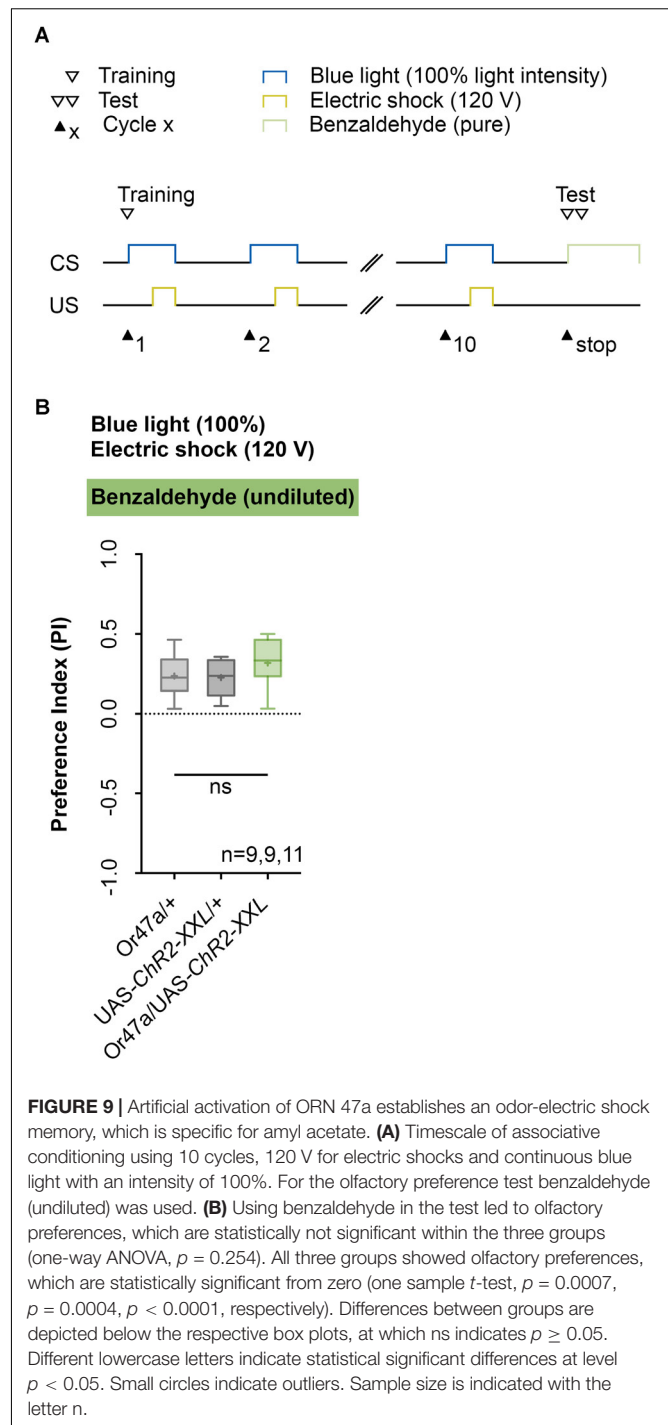 A
▽ Training
▽▽ Test
▲x Cycle x
Blue light (100% light intensity)
Electric shock (120 V)
Benzaldehyde (pure)
Training
Test
CS
US
▲1
▲2
▲10
▲stop
B
Blue light (100%)
Electric shock (120 V)
Benzaldehyde (undiluted)
Preference Index (PI)
1.0
0.5
0.0
-0.5
-1.0
ns
n=9,9,11
Or47a/+
UAS-ChR2-XXL/+
Or47a/UAS-ChR2-XXL
FIGURE 9 | Artificial activation of ORN 47a establishes an odor-electric shock
memory, which is specific for amyl acetate. (A) Timescale of associative
conditioning using 10 cycles, 120 V for electric shocks and continuous blue
light with an intensity of 100%. For the olfactory preference test benzaldehyde
(undiluted) was used. (B) Using benzaldehyde in the test led to olfactory
preferences, which are statistically not significant within the three groups
(one-way ANOVA, p = 0.254). All three groups showed olfactory preferences,
which are statistically significant from zero (one sample t-test, p = 0.0007,
p = 0.0004, p < 0.0001, respectively). Differences between groups are
depicted below the respective box plots, at which ns indicates p ≥ 0.05.
Different lowercase letters indicate statistical significant differences at level
p < 0.05. Small circles indicate outliers. Sample size is indicated with the
letter n.